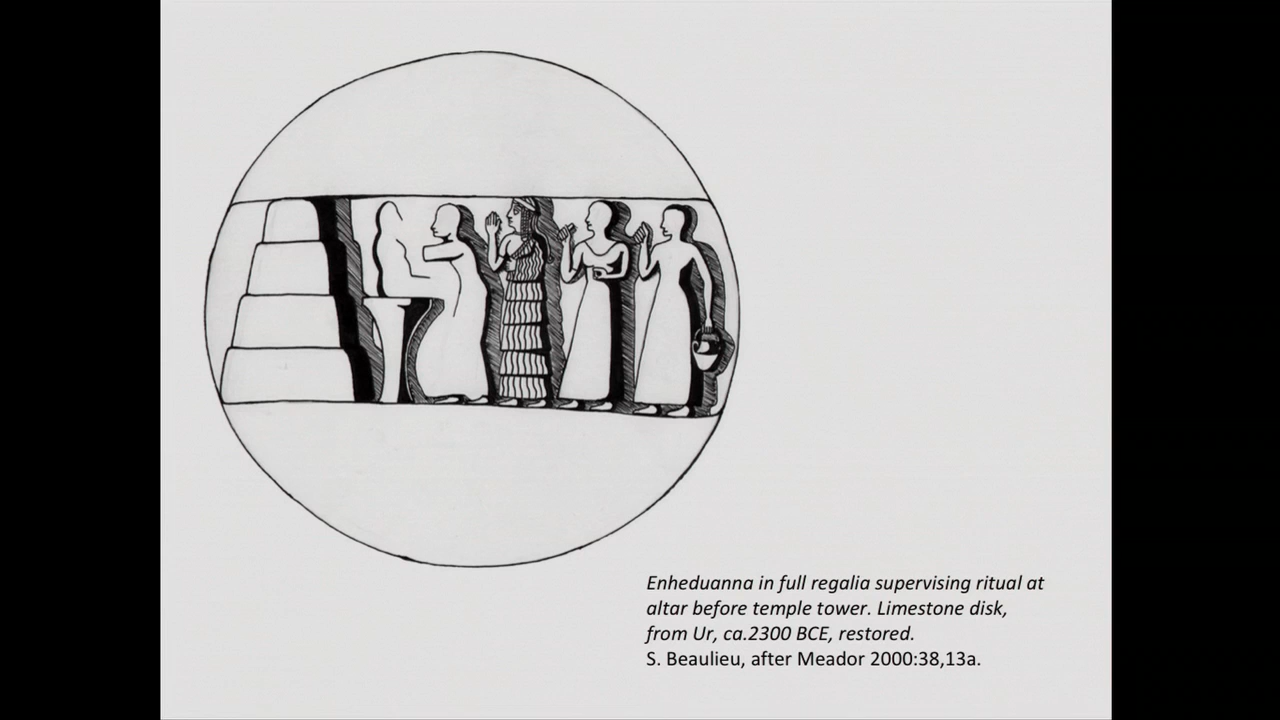 Enheduanna in full regalia supervising ritual at
altar before temple tower. Limestone disk,
from Ur, ca.2300 BCE, restored.
S. Beaulieu, after Meador 2000:38,13a.